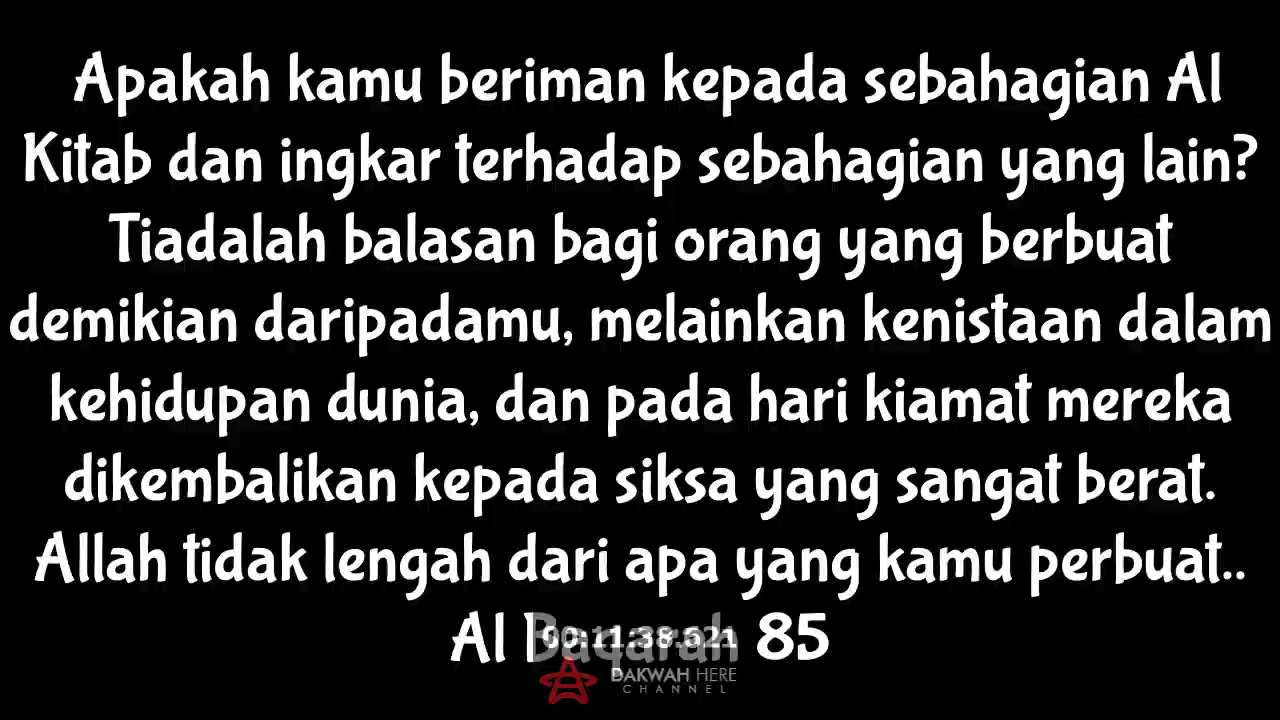 Apakah kamu beriman kepada sebahagian Al
Kitab dan ingkar terhadap sebahagian yang lain?
Tiadalah balasan bagi orang yang berbuat
demikian daripadamu, melainkan kenistaan dalam
kehidupan dunia, dan pada hari kiamat mereka
dikembalikan kepada siksa yang sangat berat.
Allah tidak lengah dari apa yang kamu perbuat..
Al Baqarah 85
00:11:38.621
DAKWAH HERE
CHANNEL